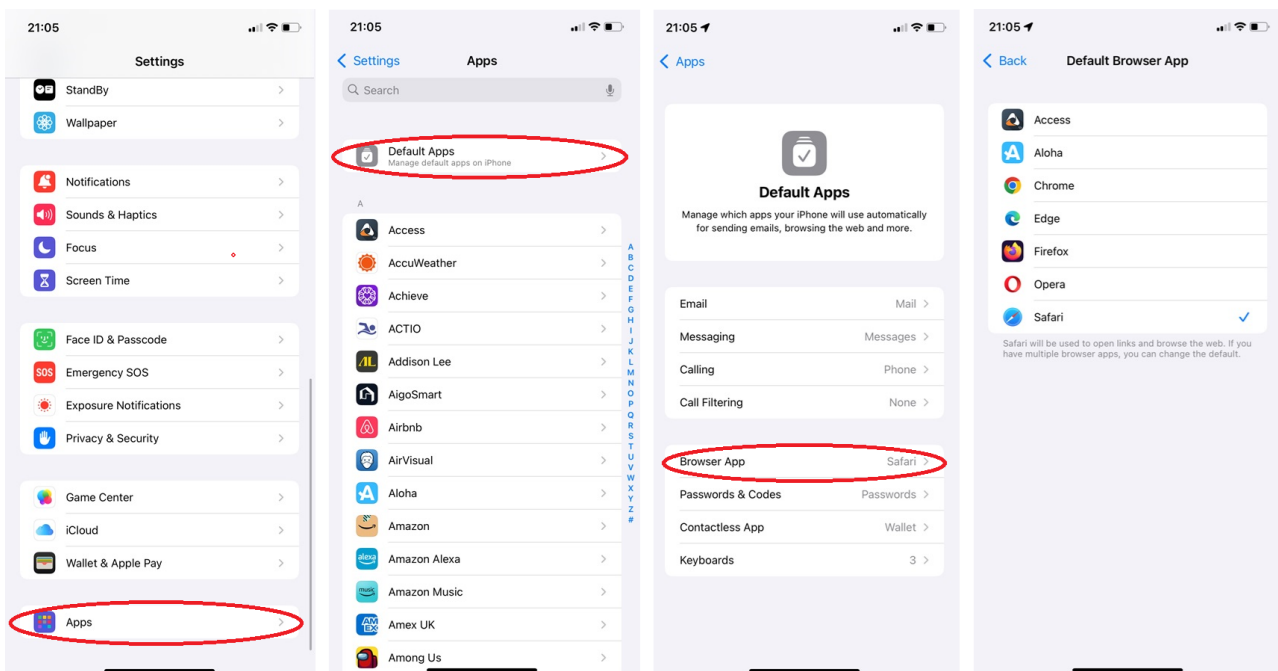 21:05
Settings
StandBy
Wallpaper
Notifications
Sounds & Haptics
Focus
Screen Time
Face ID & Passcode
SOS
Emergency SOS
Exposure Notifications
Privacy & Security
Game Center
iCloud
Wallet & Apple Pay
Apps
21:05
Settings
Apps
Search
Default Apps
Manage default apps on iPhone
A
Access
AccuWeather
Achieve
ACTIO
Addison Lee
AigoSmart
Airbnb
AirVisual
Aloha
Amazon
alexa
Amazon Alexa
music
Amazon Music
AM
EX
Amex UK
Among Us
A
B
C
D
E
F
G
H
I
J
K
L
M
N
O
P
Q
R
S
T
U
V
W
X
Y
Z
#
21:05
Apps
Default Apps
Manage which apps your iPhone will use automatically
for sending emails, browsing the web and more.
Email Mail
Messaging Messages
Calling Phone
Call Filtering None
Browser App Safari
Passwords & Codes Passwords
Contactless App Wallet
Keyboards 3
21:05
Back
Default Browser App
Access
Aloha
Chrome
Edge
Firefox
Opera
Safari
Safari will be used to open links and browse the web. If you
have multiple browser apps, you can change the default.